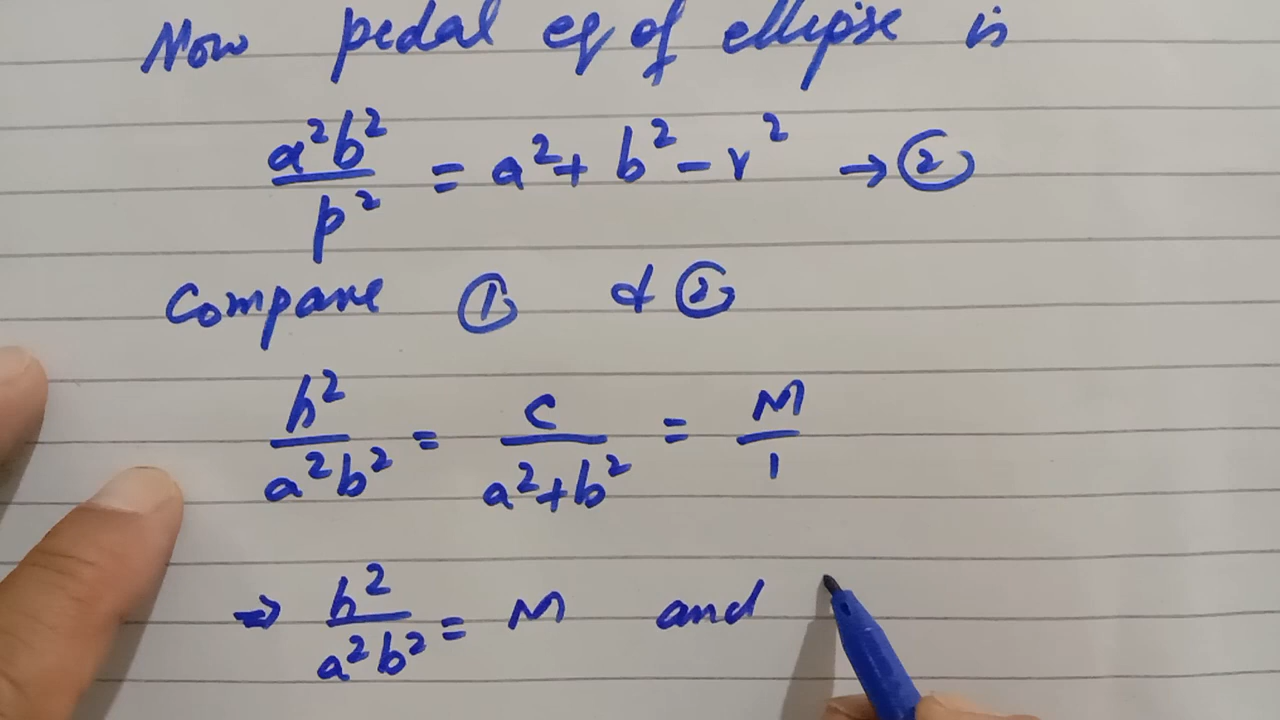 Now pedal eq of ellipse is
a²b²/p² = a² + b² - r² → ②
Compare ① & ②
h²/a²b² = c/a²+b² = M/1
⇒ h²/a²b² = M and